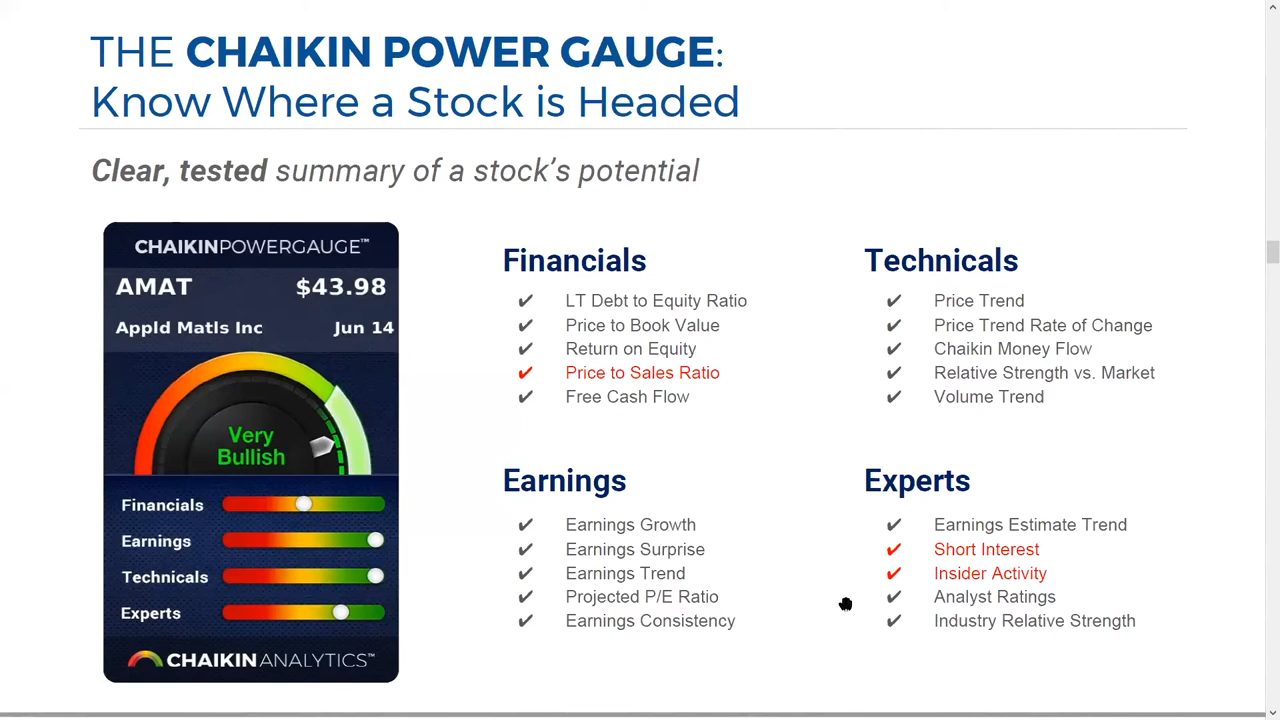 THE CHAIKIN POWER GAUGE:
Know Where a Stock is Headed
Clear, tested summary of a stock's potential
CHAIKINPOWERGAUGE™
AMAT $43.98
Appld Matls Inc Jun 14
Very
Bullish
Financials
Earnings
Technicals
Experts
CHAIKINANALYTICS™
Financials
✔ LT Debt to Equity Ratio
✔ Price to Book Value
✔ Return on Equity
✔ Price to Sales Ratio
✔ Free Cash Flow
Technicals
✔ Price Trend
✔ Price Trend Rate of Change
✔ Chaikin Money Flow
✔ Relative Strength vs. Market
✔ Volume Trend
Earnings
✔ Earnings Growth
✔ Earnings Surprise
✔ Earnings Trend
✔ Projected P/E Ratio
✔ Earnings Consistency
Experts
✔ Earnings Estimate Trend
✔ Short Interest
✔ Insider Activity
✔ Analyst Ratings
✔ Industry Relative Strength